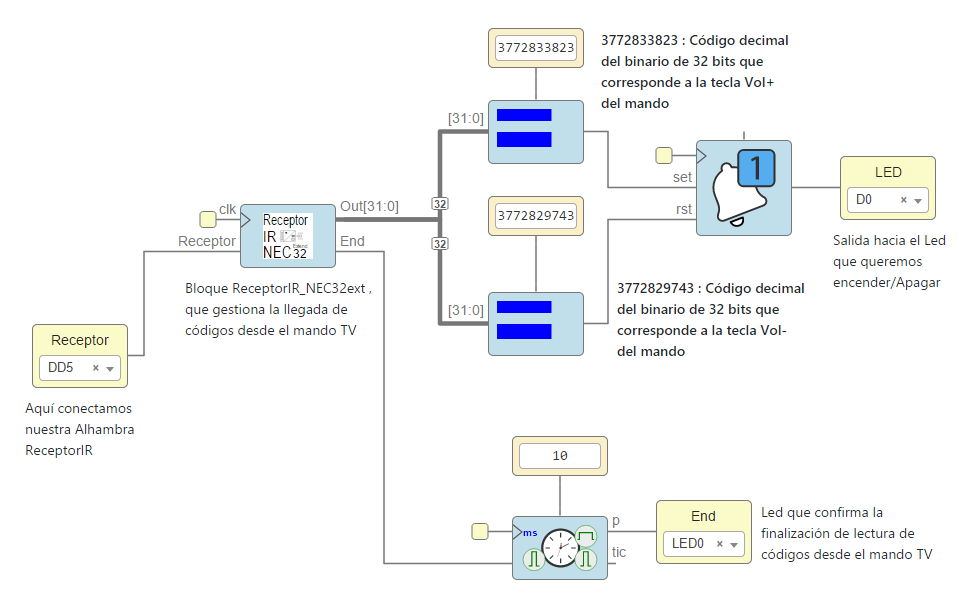 3772833823
3772833823 : Código decimal
del binario de 32 bits que
corresponde a la tecla Vol+
del mando
[31:0]
1
set
rst
LED
D0
Salida hacia el Led
que queremos
encender/Apagar
clk
Receptor
Receptor
IR
NEC32
Out[31:0]
End
32
32
3772829743
Bloque ReceptorIR_NEC32ext ,
que gestiona la llegada de
códigos desde el mando TV
[31:0]
3772829743 : Código decimal
del binario de 32 bits que
corresponde a la tecla Vol-
del mando
Receptor
DD5
Aquí conectamos
nuestra Alhambra
ReceptorIR
10
ms
p
tic
End
LED0
Led que confirma la
finalización de lectura de
códigos desde el mando TV